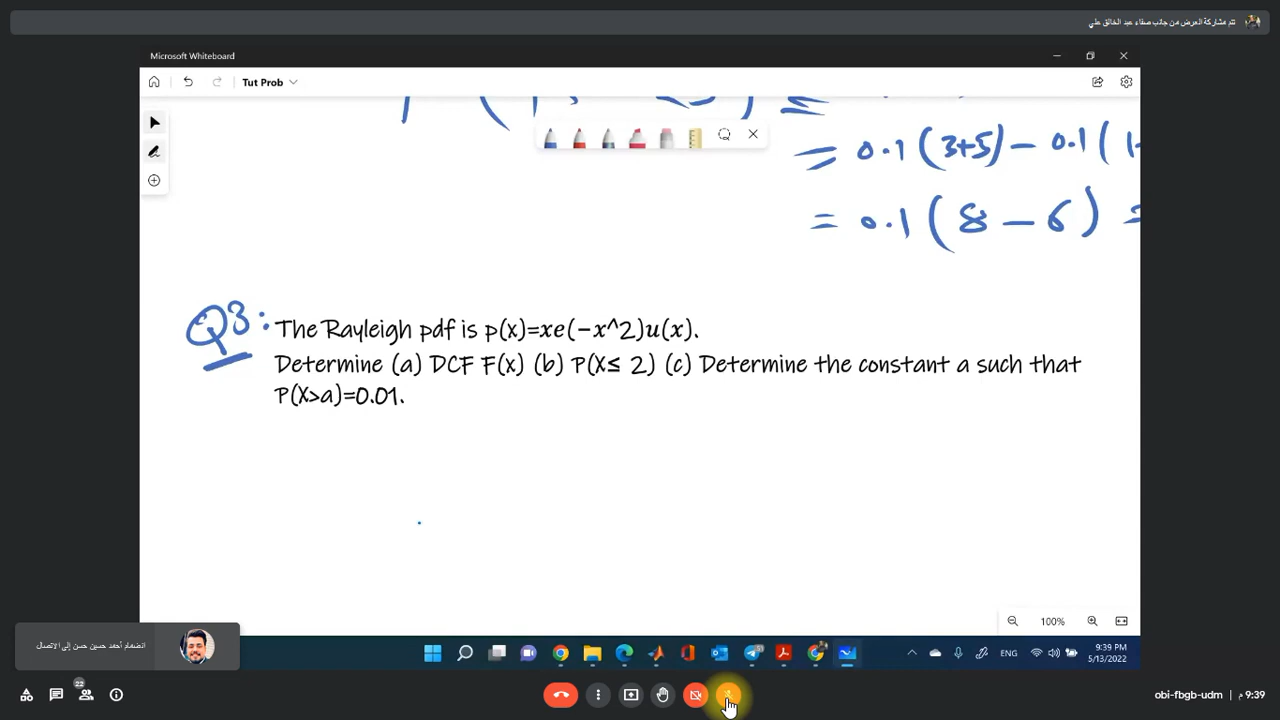 تتم مشاركة العرض من جانب صفاء عبد الخالق علي
Microsoft Whiteboard
Tut Prob
= 0.1 (3+5) - 0.1 (1
= 0.1 ( 8 - 6 ) =
Q3:
The Rayleigh pdf is p(x)=xe(−x^2)u(x).
Determine (a) DCF F(x) (b) P(X≤ 2) (c) Determine the constant a such that
P(X>a)=0.01.
100%
انضمام أحمد حسين حسن إلى الاتصال
ENG
9:39 PM
5/13/2022
22
obi-fbgb-udm | 9:39 م